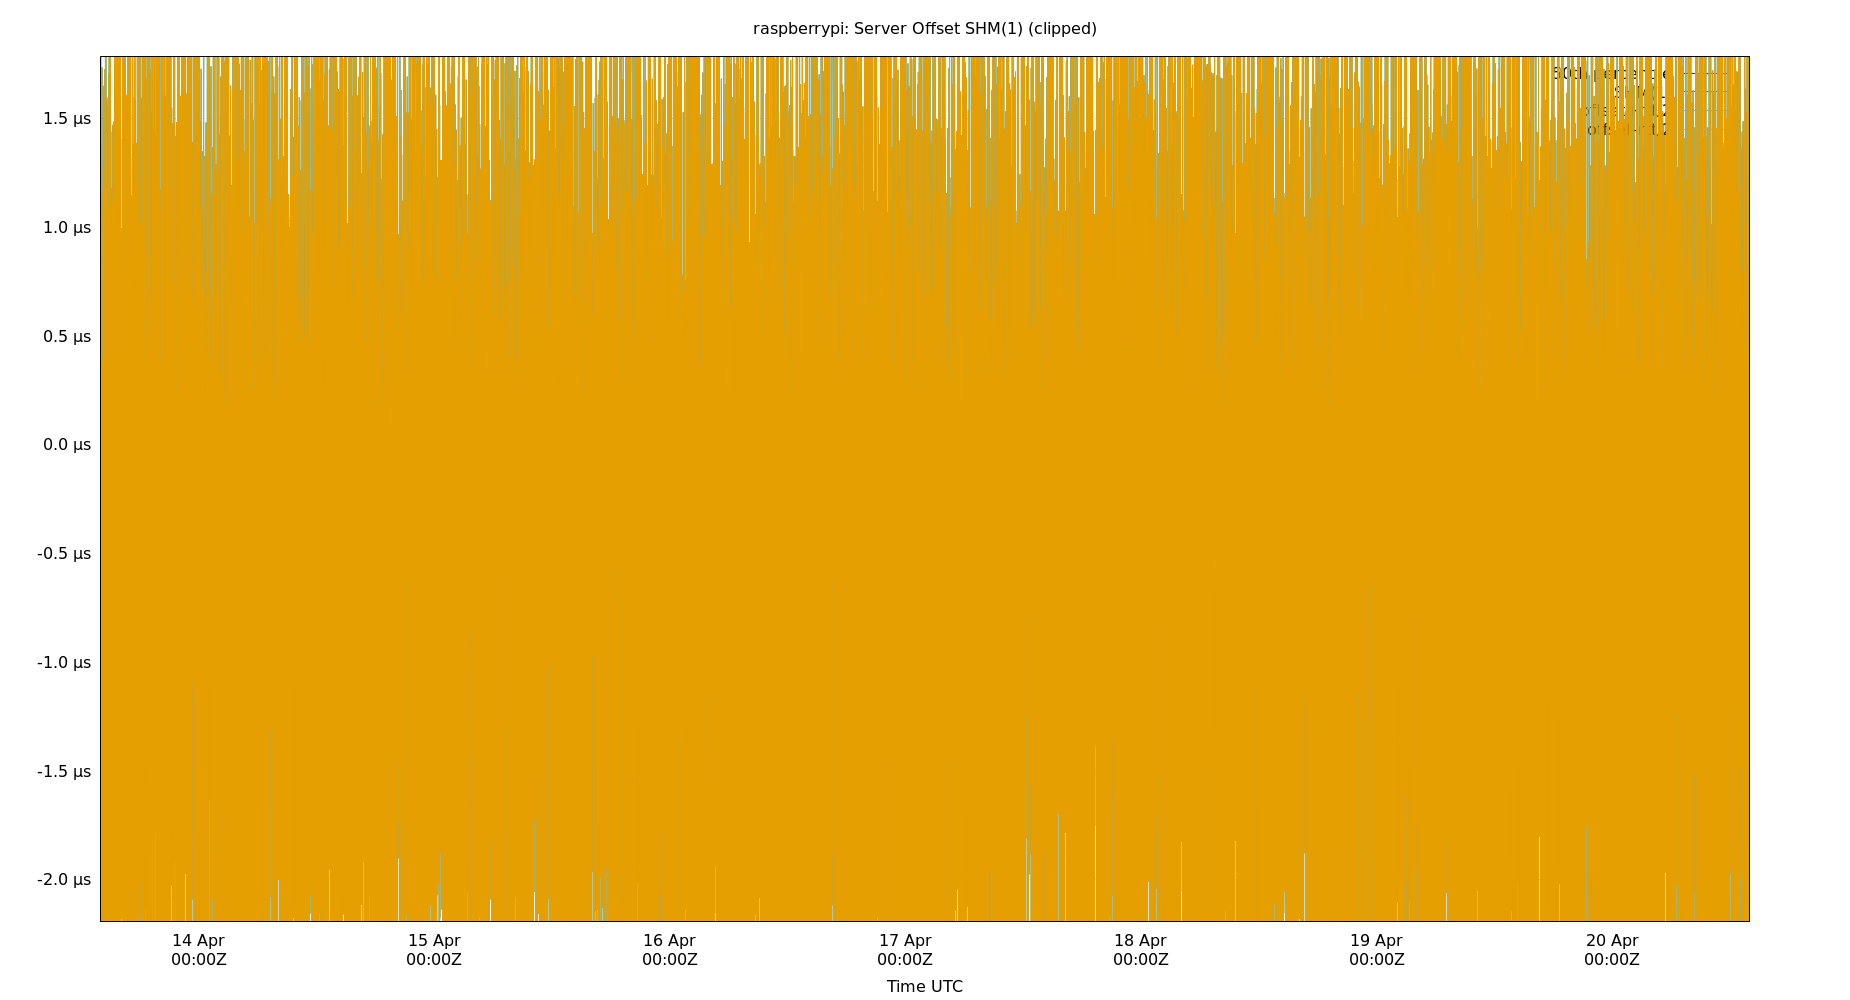 raspberrypi: Server Offset SHM(1) (clipped)
1.5 µs
1.0 µs
0.5 µs
0.0 µs
-0.5 µs
-1.0 µs
-1.5 µs
-2.0 µs
14 Apr
00:00Z
15 Apr
00:00Z
16 Apr
00:00Z
17 Apr
00:00Z
18 Apr
00:00Z
19 Apr
00:00Z
20 Apr
00:00Z
Time UTC